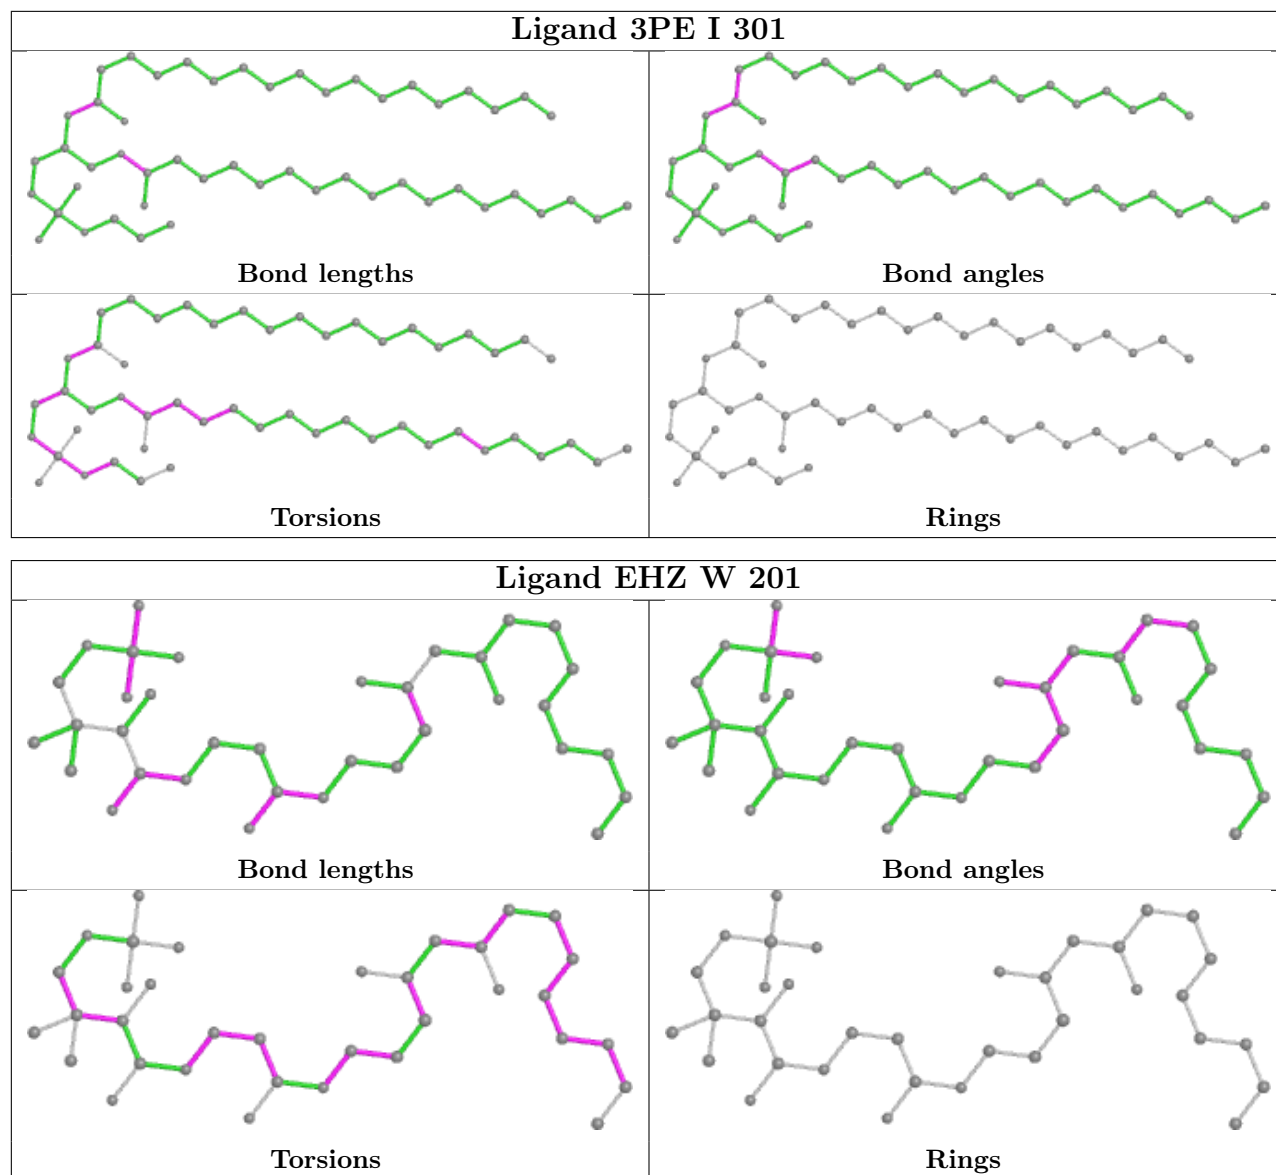 Ligand 3PE I 301
Bond lengths
Bond angles
Torsions
Rings
Ligand EHZ W 201
Bond lengths
Bond angles
Torsions
Rings